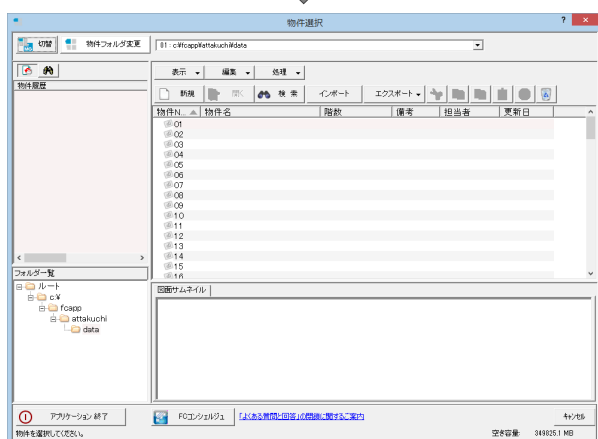 物件選択
? x
切替 物件フォルダ変更 01 : c:¥fcapp¥attakuchi¥data
物件履歴
表示 編集 処理
新規 開く 検 索 インポート エクスポート
物件N... 物件名 階数 備考 担当者 更新日
01
02
03
04
05
06
07
08
09
10
11
12
13
14
15
16
フォルダ一覧
ルート
c:¥
fcapp
attakuchi
data
図面サムネイル
アプリケーション終了 FCコンシェルジュ 「よくある質問と回答」の閲覧に関するご案内 キャンセル
物件を選択してください。 空き容量: 349825.1 MB